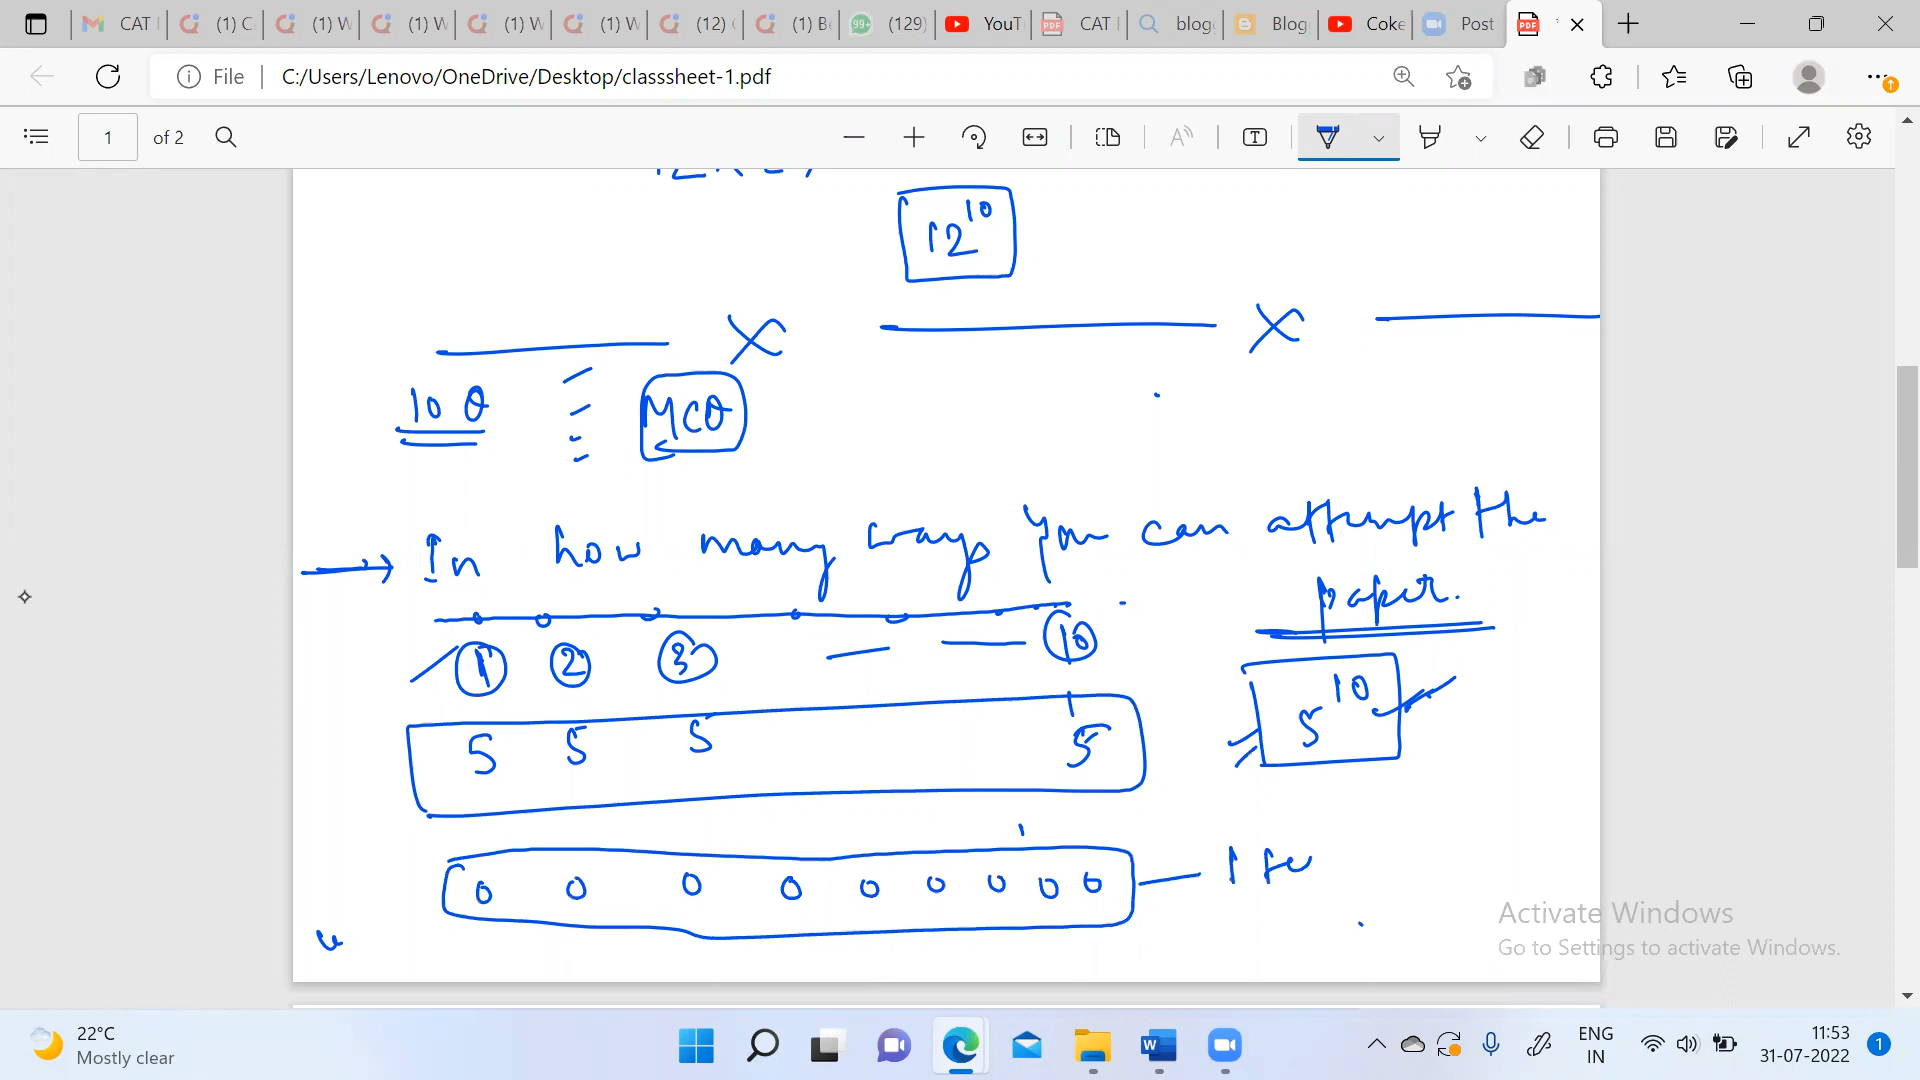 CAT
(1) C
(1) W
(1) W
(1) W
(1) W
(12)
(1) Be
99+ (129)
YouT
CAT
blog
Blog
Coke
Post
File C:/Users/Lenovo/OneDrive/Desktop/classsheet-1.pdf
1 of 2
12^10
10 Q MCQ
In how many ways you can attempt the
paper.
1 2 3 10
5 5 5 5
5^10
0 0 0 0 0 0 0 0 0
Activate Windows
Go to Settings to activate Windows.
22°C
Mostly clear
ENG
IN
11:53
31-07-2022
1